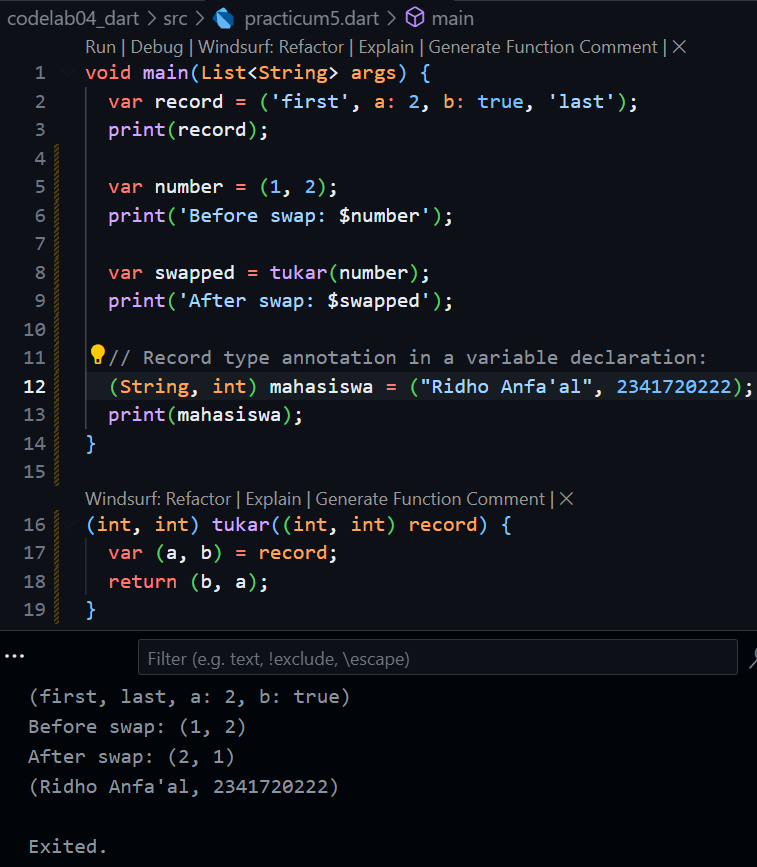 codelab04_dart > src > practicum5.dart > main
Run | Debug | Windsurf: Refactor | Explain | Generate Function Comment | ×
1 void main(List<String> args) {
2 var record = ('first', a: 2, b: true, 'last');
3 print(record);
4
5 var number = (1, 2);
6 print('Before swap: $number');
7
8 var swapped = tukar(number);
9 print('After swap: $swapped');
10
11 // Record type annotation in a variable declaration:
12 (String, int) mahasiswa = ("Ridho Anfa'al", 2341720222);
13 print(mahasiswa);
14 }
15
Windsurf: Refactor | Explain | Generate Function Comment | ×
16 (int, int) tukar((int, int) record) {
17 var (a, b) = record;
18 return (b, a);
19 }
... Filter (e.g. text, !exclude, \escape)
(first, last, a: 2, b: true)
Before swap: (1, 2)
After swap: (2, 1)
(Ridho Anfa'al, 2341720222)
Exited.